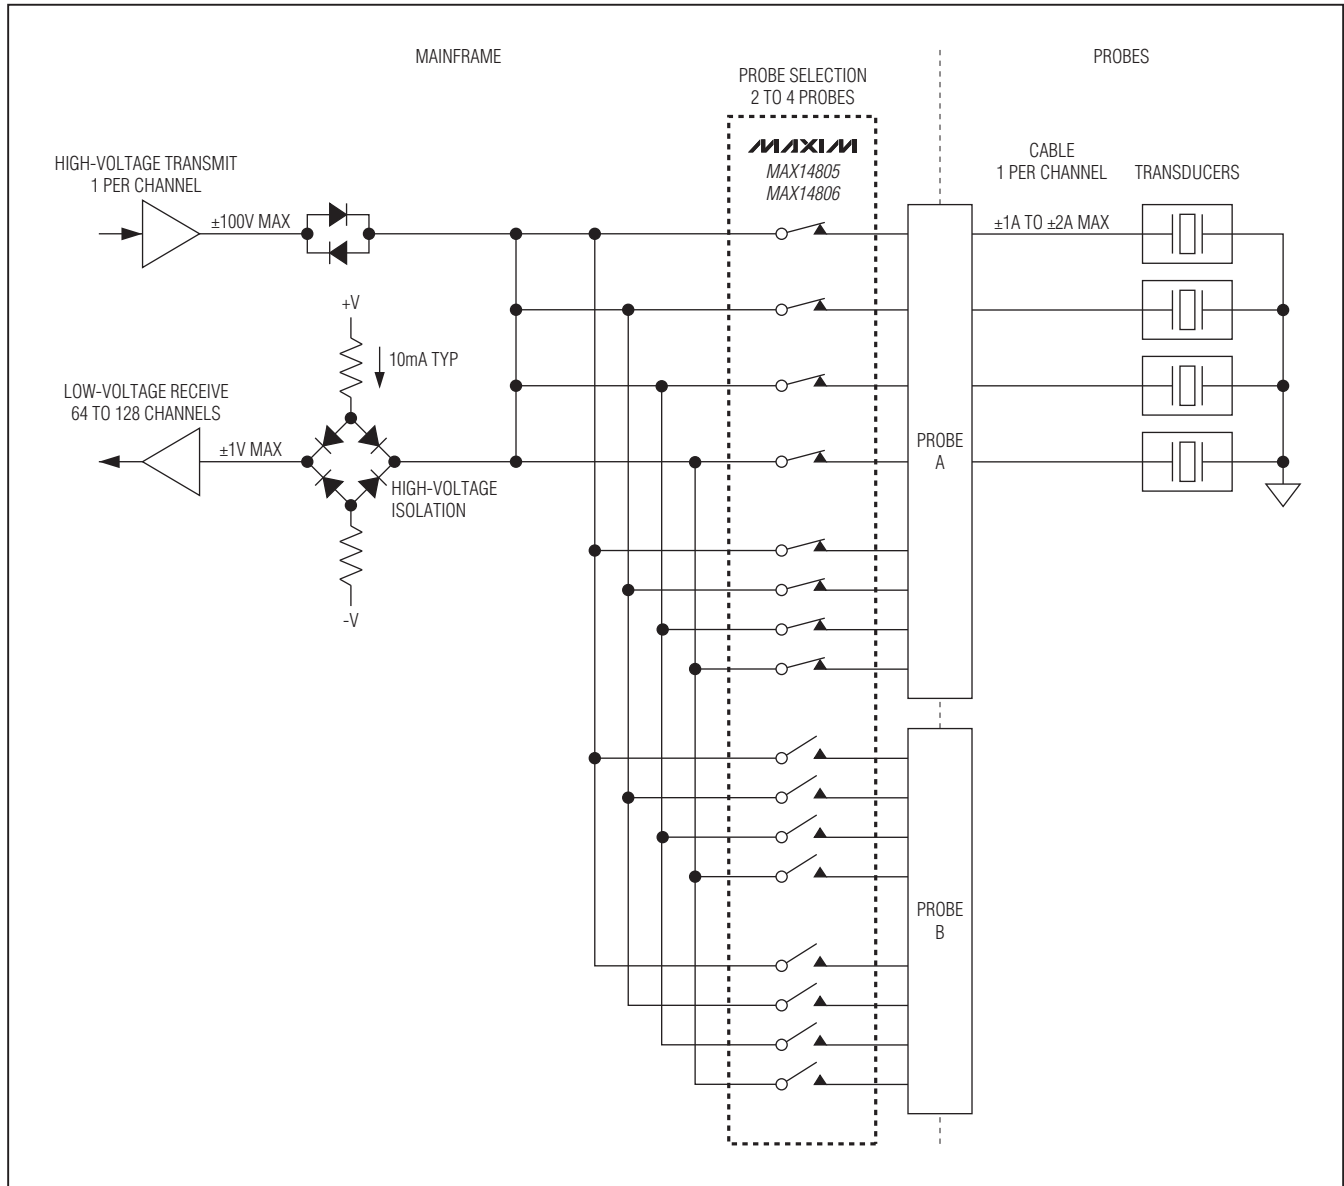 MAINFRAME
PROBES
PROBE SELECTION
2 TO 4 PROBES
MAXIM
MAX14805
MAX14806
HIGH-VOLTAGE TRANSMIT
1 PER CHANNEL
±100V MAX
CABLE
1 PER CHANNEL
TRANSDUCERS
±1A TO ±2A MAX
+V
10mA TYP
LOW-VOLTAGE RECEIVE
64 TO 128 CHANNELS
±1V MAX
HIGH-VOLTAGE
ISOLATION
-V
PROBE
A
PROBE
B